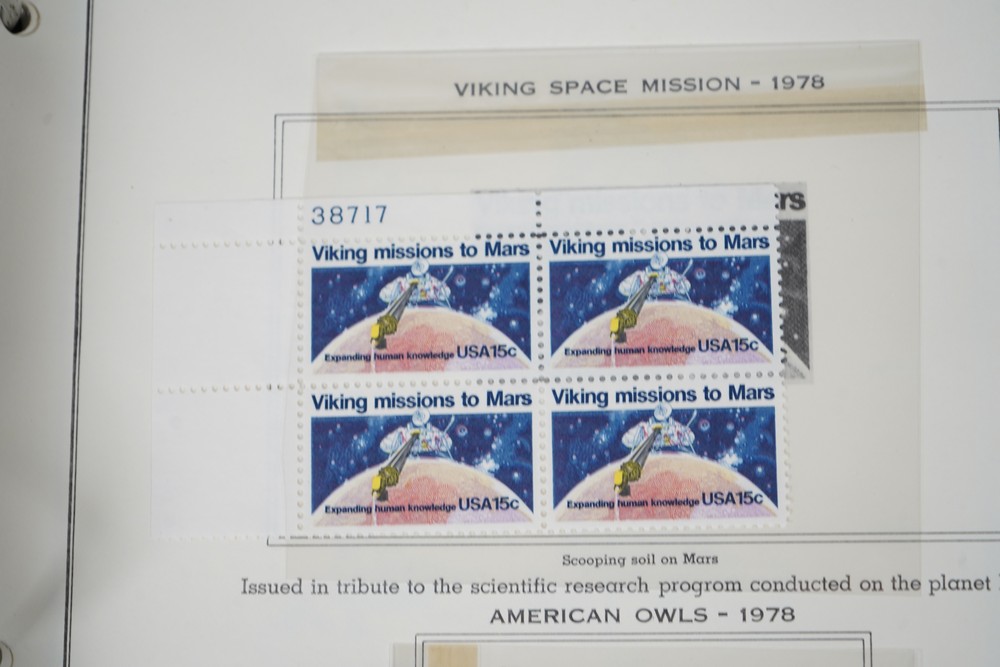 VIKING SPACE MISSION - 1978
rs
38717
Viking missions to Mars
Expanding human knowledge USA15c
Viking missions to Mars
Expanding human knowledge USA15c
Viking missions to Mars
Expanding human knowledge USA15c
Viking missions to Mars
Expanding human knowledge USA15c
Scooping soil on Mars
Issued in tribute to the scientific research progrom conducted on the planet
AMERICAN OWLS - 1978